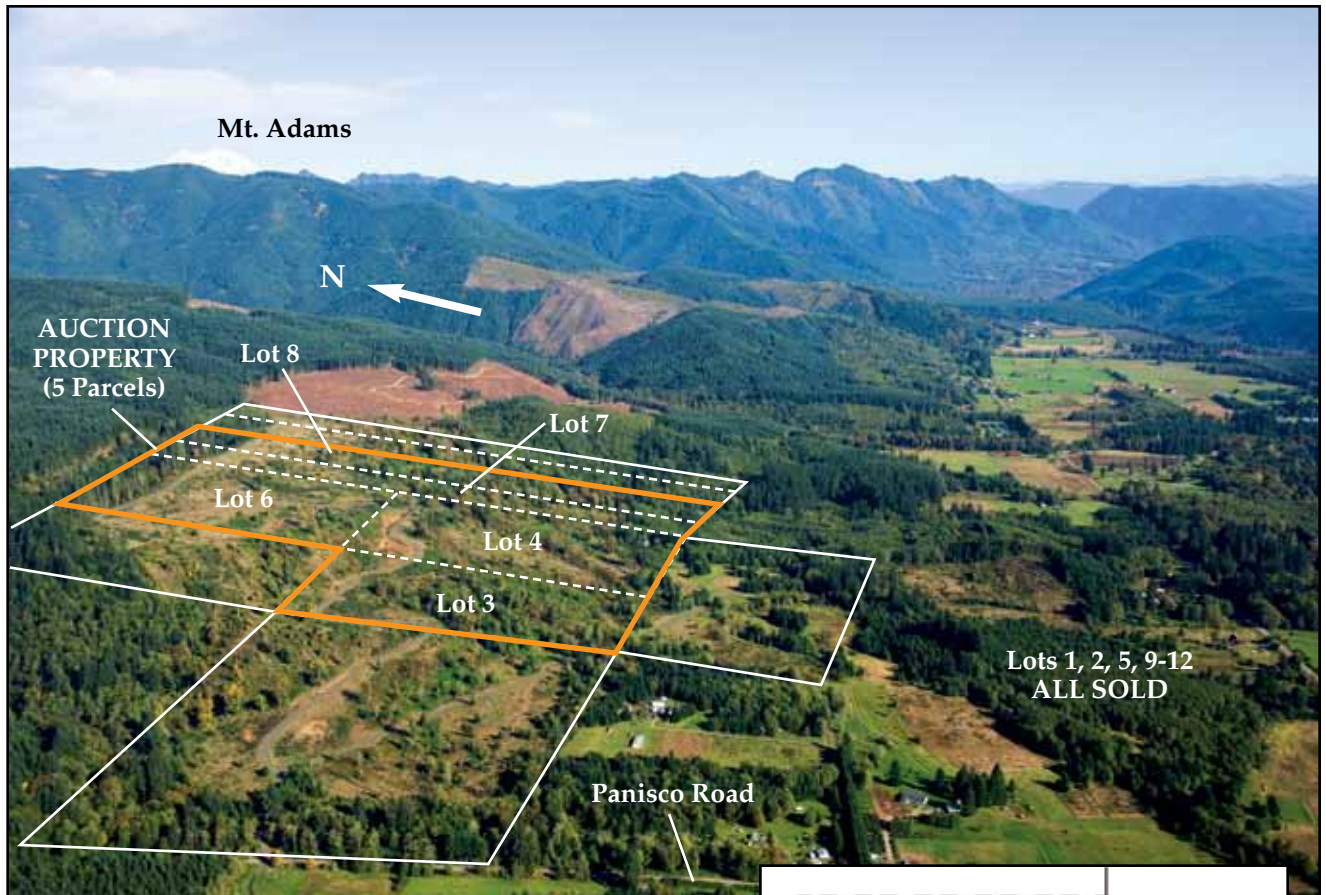 Mt. Adams
N
AUCTION
PROPERTY
(5 Parcels)
Lot 8
Lot 7
Lot 6
Lot 4
Lot 3
Lots 1, 2, 5, 9-12
ALL SOLD
Panisco Road